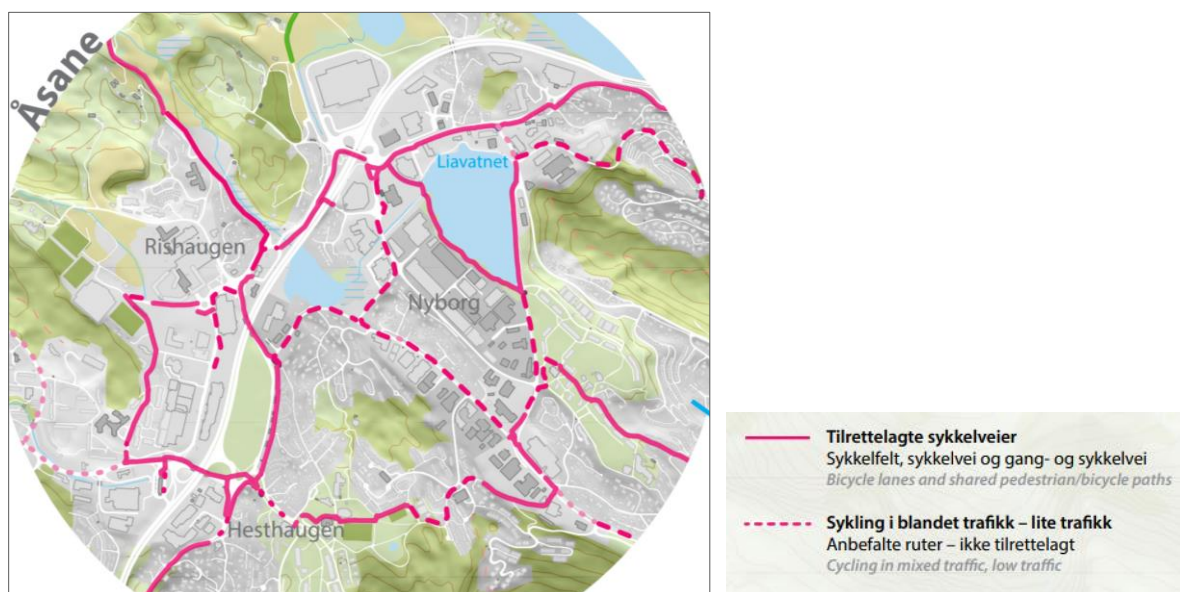 Åsane
Liavatnet
Rishaugen
Nyborg
Hesthaugen
Tilrettelagte sykkelveier
Sykkelfelt, sykkelvei og gang- og sykkelvei
Bicycle lanes and shared pedestrian/bicycle paths
Sykling i blandet trafikk – lite trafikk
Anbefalte ruter – ikke tilrettelagt
Cycling in mixed traffic, low traffic